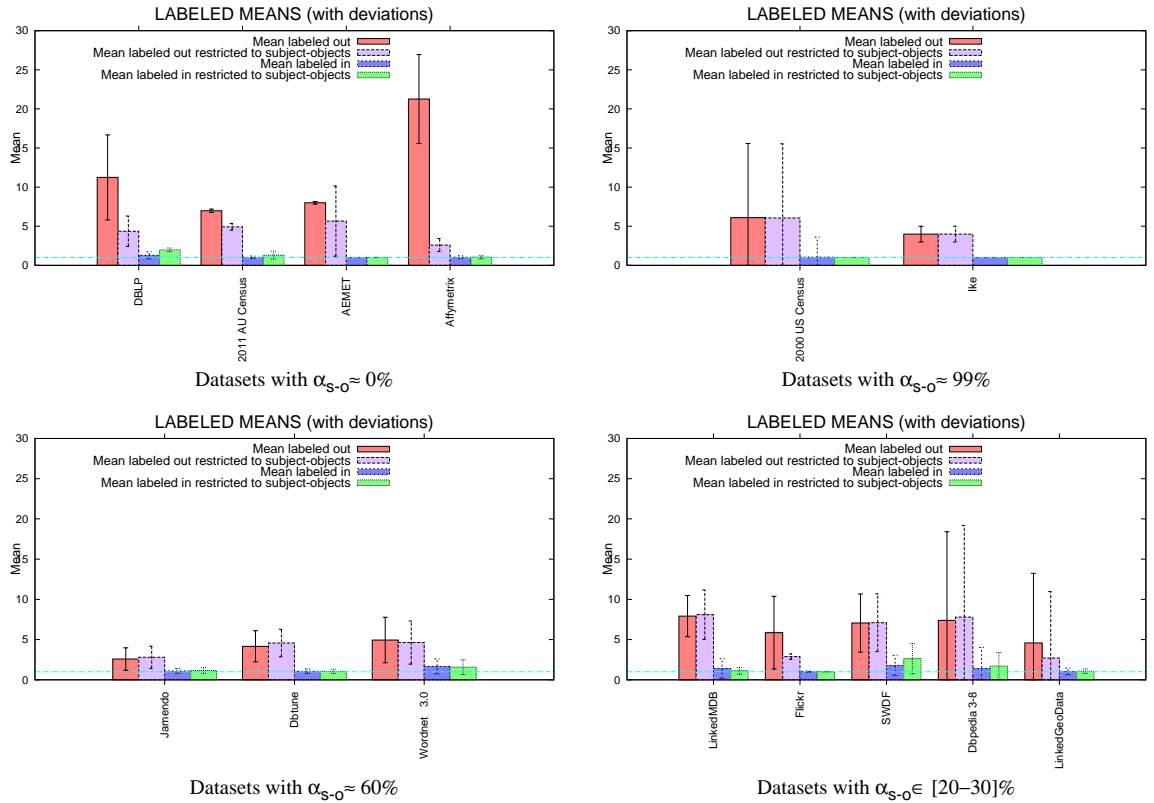 LABELED MEANS (with deviations)
30
25
20
15
10
5
0
Mean
Mean labeled out
Mean labeled out restricted to subject-objects
Mean labeled in
Mean labeled in restricted to subject-objects
DBLP
2011 AU Census
AEMET
Affymetrix
Datasets with αs-o≈ 0%
LABELED MEANS (with deviations)
30
25
20
15
10
5
0
Mean
Mean labeled out
Mean labeled out restricted to subject-objects
Mean labeled in
Mean labeled in restricted to subject-objects
2000 US Census
Ike
Datasets with αs-o≈ 99%
LABELED MEANS (with deviations)
30
25
20
15
10
5
0
Mean
Mean labeled out
Mean labeled out restricted to subject-objects
Mean labeled in
Mean labeled in restricted to subject-objects
Jamendo
Dbtune
Wordnet 3.0
Datasets with αs-o≈ 60%
LABELED MEANS (with deviations)
30
25
20
15
10
5
0
Mean
Mean labeled out
Mean labeled out restricted to subject-objects
Mean labeled in
Mean labeled in restricted to subject-objects
LinkedMDB
Flickr
SWDF
Dbpedia 3-8
LinkedGeoData
Datasets with αs-o∈ [20–30]%